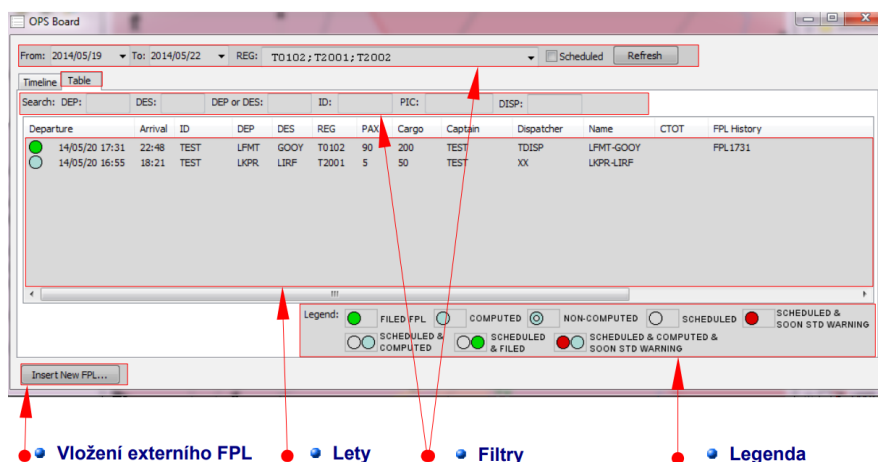 OPS Board
From: 2014/05/19 To: 2014/05/22 REG: T0102;T2001;T2002 Scheduled Refresh
Timeline Table
Search: DEP: DES: DEP or DES: ID: PIC: DISP:
Departure Arrival ID DEP DES REG PAX Cargo Captain Dispatcher Name CTOT FPL History
14/05/20 17:31 22:48 TEST LFMT GOOY T0102 90 200 TEST TDISP LFMT-GOOY FPL1731
14/05/20 16:55 18:21 TEST LKPR LIRF T2001 5 50 TEST XX LKPR-LIRF
Legend: FILED FPL COMPUTED NON-COMPUTED SCHEDULED SCHEDULED &
SOON STD WARNING
SCHEDULED & COMPUTED SCHEDULED & FILED SCHEDULED & COMPUTED &
SOON STD WARNING
Insert New FPL...
Vložení externího FPL Lety Filtry Legenda